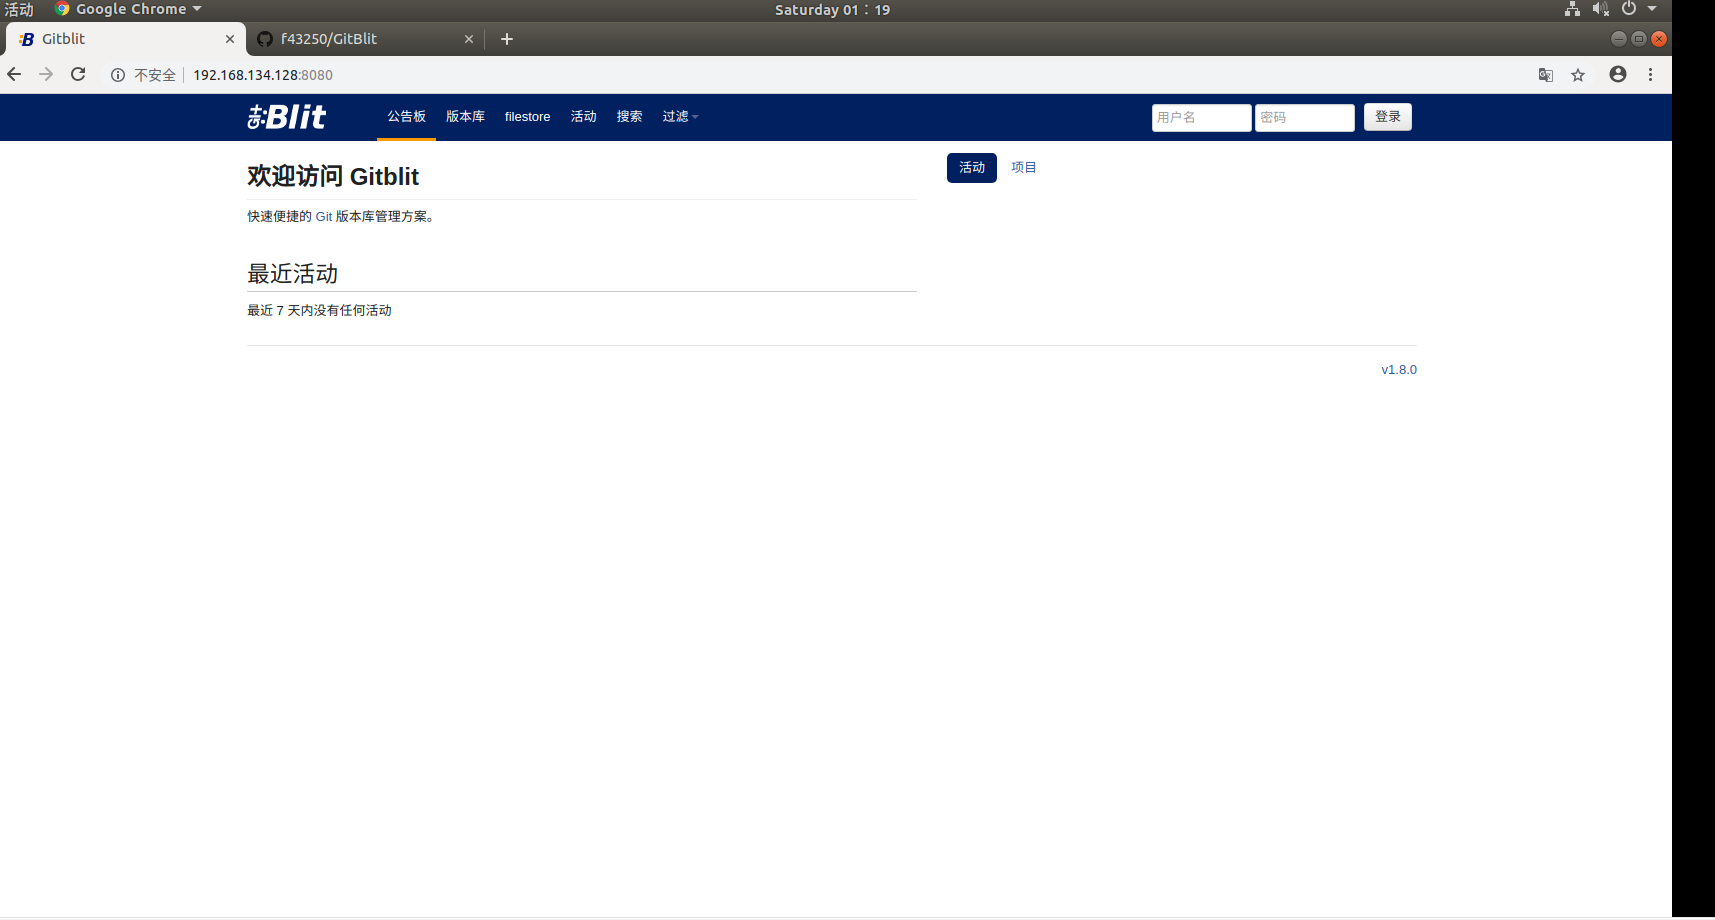 活动 Google Chrome Saturday 01：19
Gitblit f43250/GitBlit
不安全 192.168.134.128:8080
git:Blit 公告板 版本库 filestore 活动 搜索 过滤 用户名 密码 登录
欢迎访问 Gitblit 活动 项目
快速便捷的 Git 版本库管理方案。
最近活动
最近 7 天内没有任何活动
v1.8.0